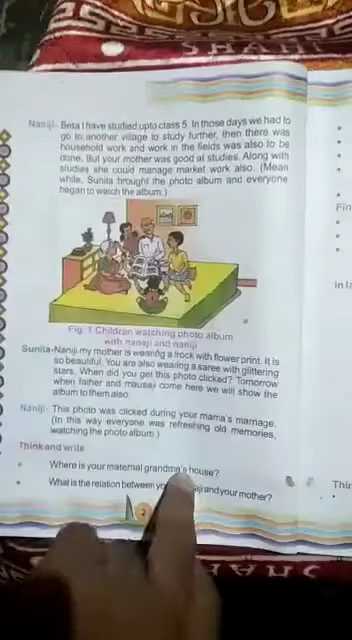 SHAHI
Naniji- Beta I have studied upto class 5. In those days we had to
go to another village to study further, then there was
household work and work in the fields was also to be
done. But your mother was good at studies. Along with
studies she could manage market work also. (Mean
while, Sunita brought the photo album and everyone
began to watch the album.)
Fig. 1 Children watching photo album
with nanaji and naniji
Sunita-Naniji my mother is wearing a frock with flower print. It is
so beautiful. You are also wearing a saree with glittering
stars. When did you get this photo clicked? Tomorrow
when father and mausaji come here we will show the
album to them also.
Naniji- This photo was clicked during your mama's marriage.
(In this way everyone was refreshing old memories,
watching the photo album.)
Think and write
Where is your maternal grandma's house?
What is the relation between and your mother?
2